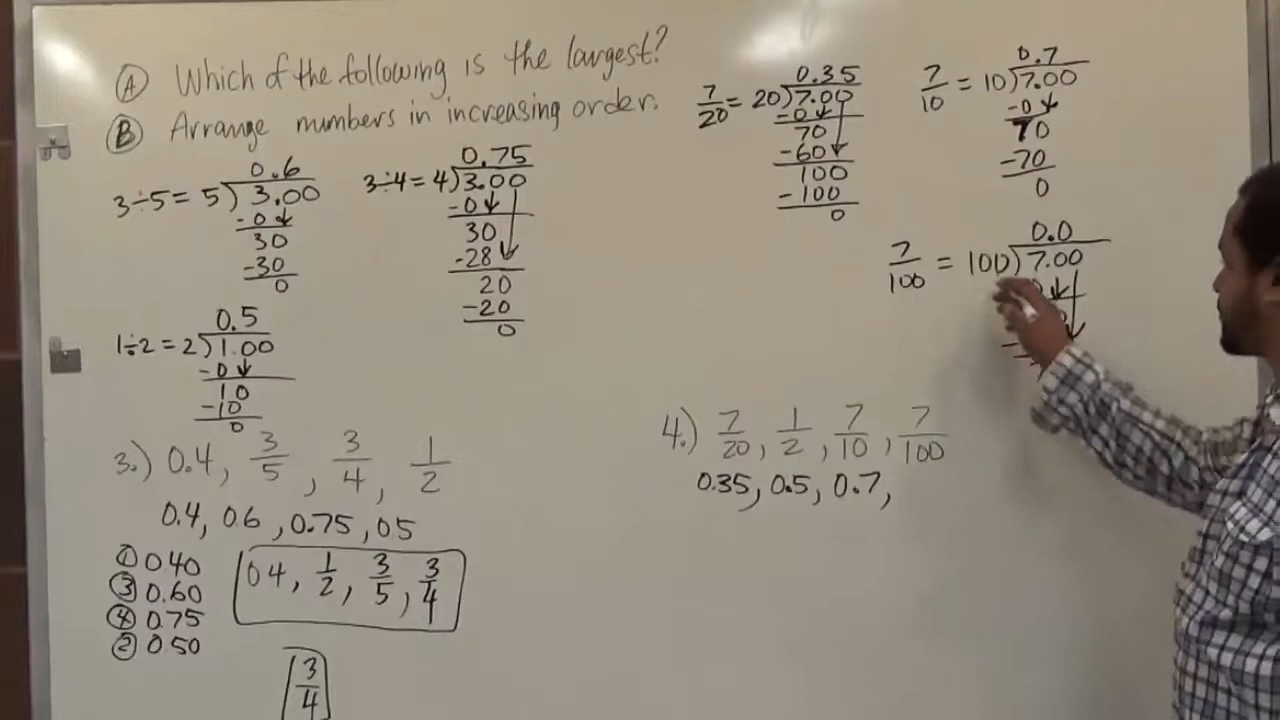 Ⓐ Which of the following is the largest?
Ⓑ Arrange numbers in increasing order.
0.6
3÷5 = 5)3.00
-0↓
30
-30
0
0.75
3÷4 = 4)3.00
-0↓
30
-28
20
-20
0
0.5
1÷2 = 2)1.00
-0↓
10
-10
0
3.) 0.4, 3/5, 3/4, 1/2
0.4, 0.6, 0.75, 05
① 0.40
③ 0.60
④ 0.75
② 0.50
04, 1/2, 3/5, 3/4
3/4
0.35
7/20 = 20)7.00
-0↓
70
-60↓
100
-100
0
0.7
7/10 = 10)7.00
-0↓
70
-70
0
0.0
7/100 = 100)7.00
4.) 7/20, 1/2, 7/10, 7/100
0.35, 0.5, 0.7,